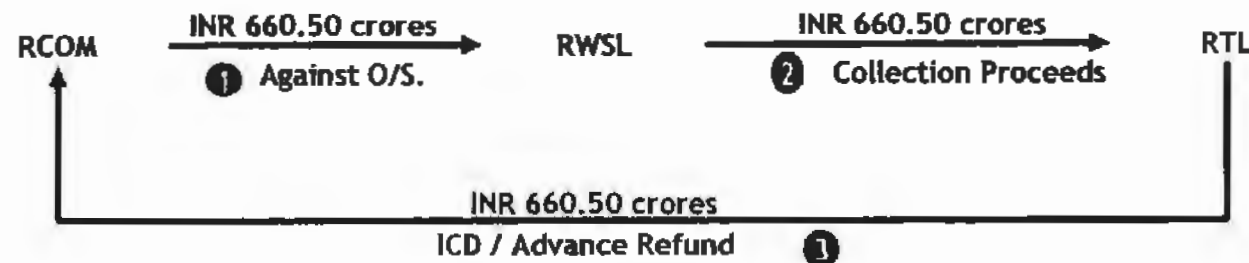 INR 660.50 crores
INR 660.50 crores
RCOM
RWSL
RTL
1 Against O/S.
2 Collection Proceeds
INR 660.50 crores
ICD / Advance Refund 3